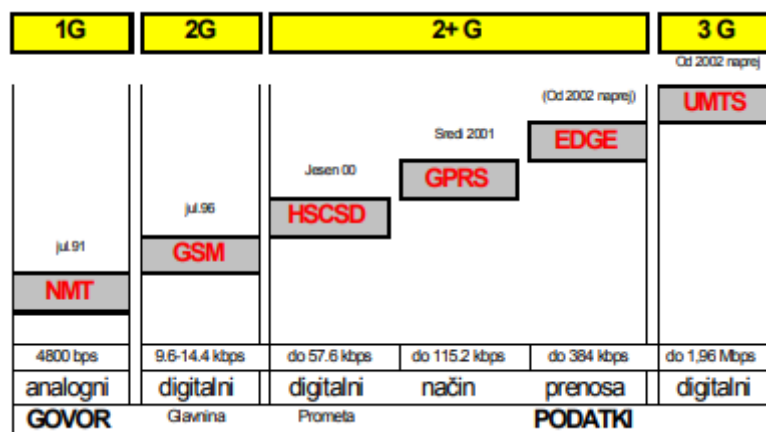 1G 2G 2+ G 3 G
Od 2002 naprej
(Od 2002 naprej) UMTS
Sredi 2001 EDGE
Jesen 00 GPRS
jul.96 HSCSD
jul.91 GSM
NMT
4800 bps 9.6-14.4 kbps do 57.6 kbps do 115.2 kbps do 384 kbps do 1,96 Mbps
analogni digitalni digitalni način prenosa digitalni
GOVOR Glavnina Prometa PODATKI